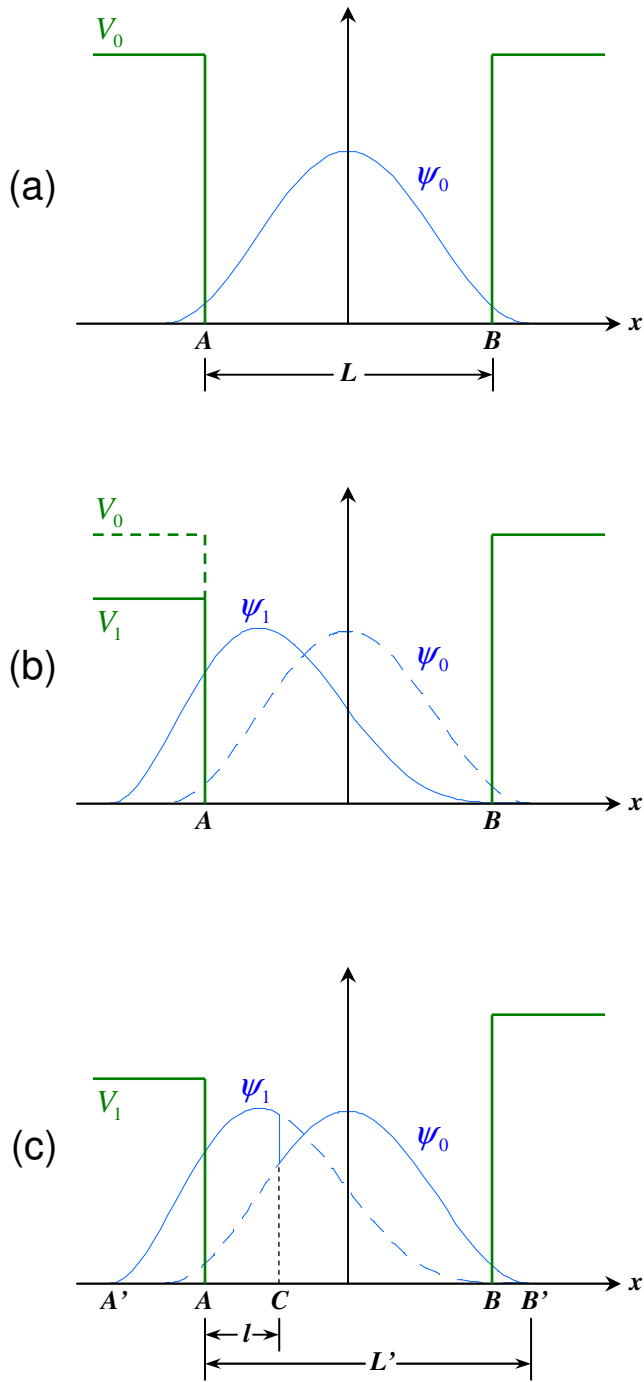 V₀
(a)
ψ₀
x
A
B
L
V₀
V₁
(b)
ψ₁
ψ₀
x
A
B
V₁
(c)
ψ₁
ψ₀
x
A’
A
C
B
B’
l
L’